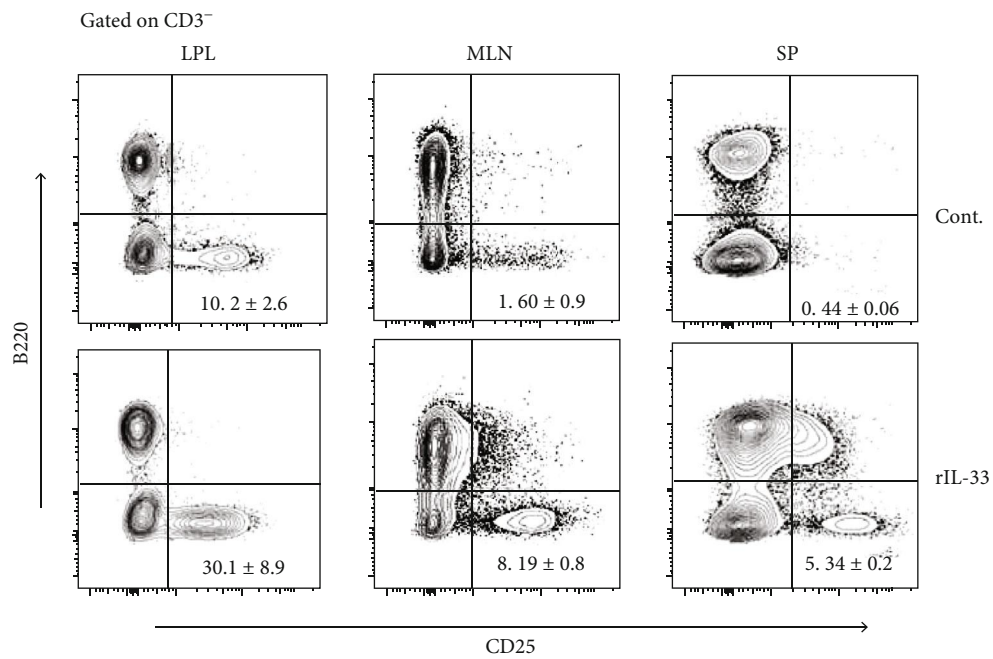 Gated on CD3⁻
LPL
MLN
SP
10. 2 ± 2.6
1. 60 ± 0.9
0. 44 ± 0.06
Cont.
B220
30.1 ± 8.9
8. 19 ± 0.8
5. 34 ± 0.2
rIL-33
CD25